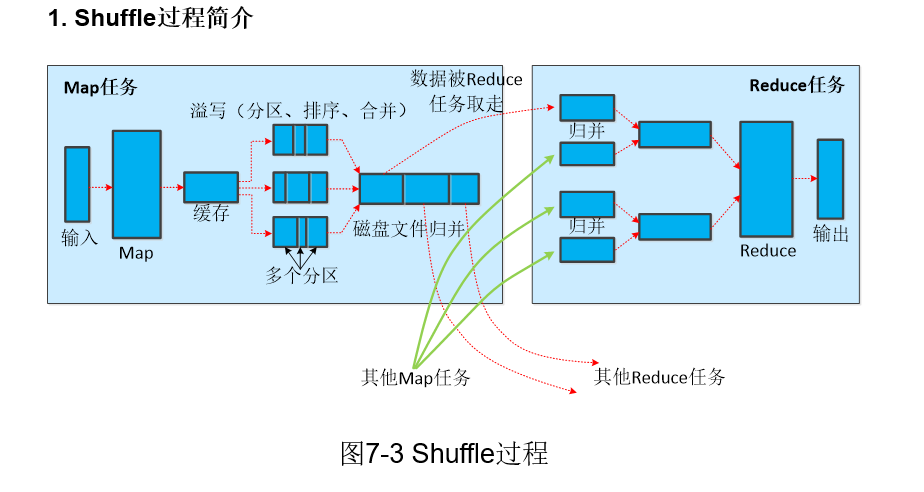 1. Shuffle过程简介
Map任务
数据被Reduce
任务取走
Reduce任务
溢写（分区、排序、合并）
归并
缓存
输入
Map
磁盘文件归并
多个分区
归并
Reduce
输出
其他Map任务
其他Reduce任务
图7-3 Shuffle过程